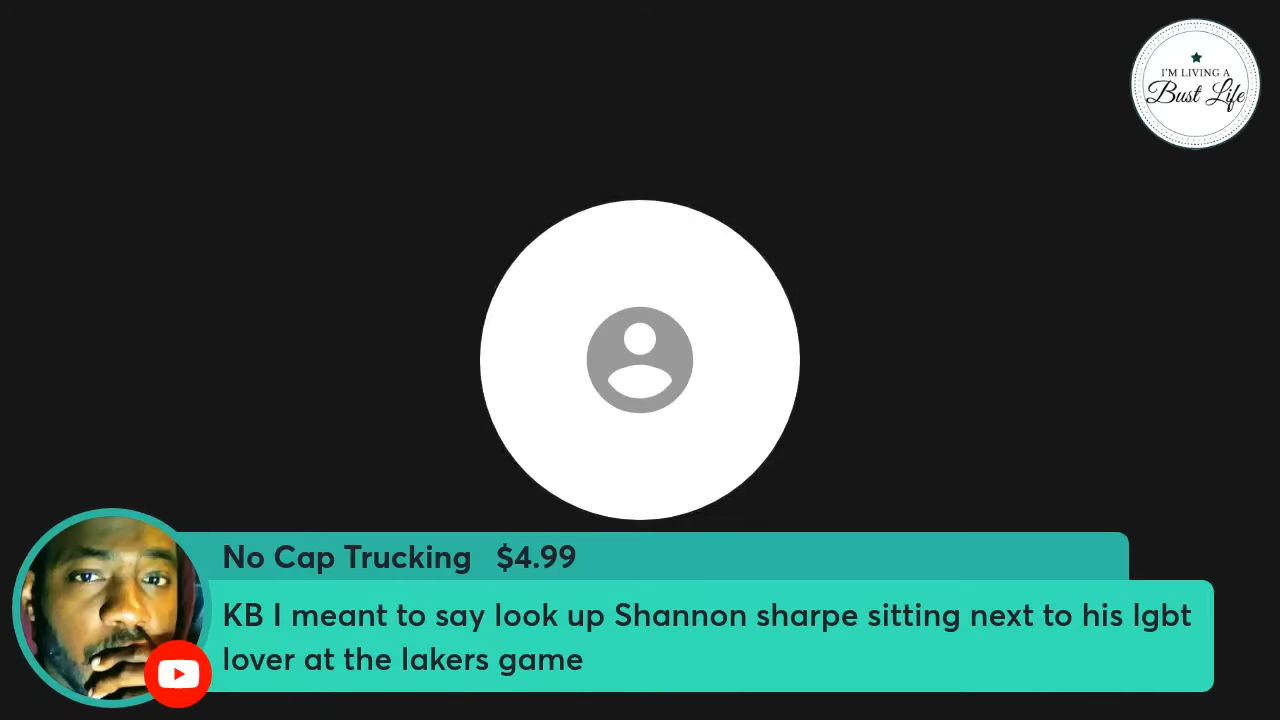 I'M LIVING A
Bust Life
No Cap Trucking $4.99
KB I meant to say look up Shannon sharpe sitting next to his lgbt
lover at the lakers game